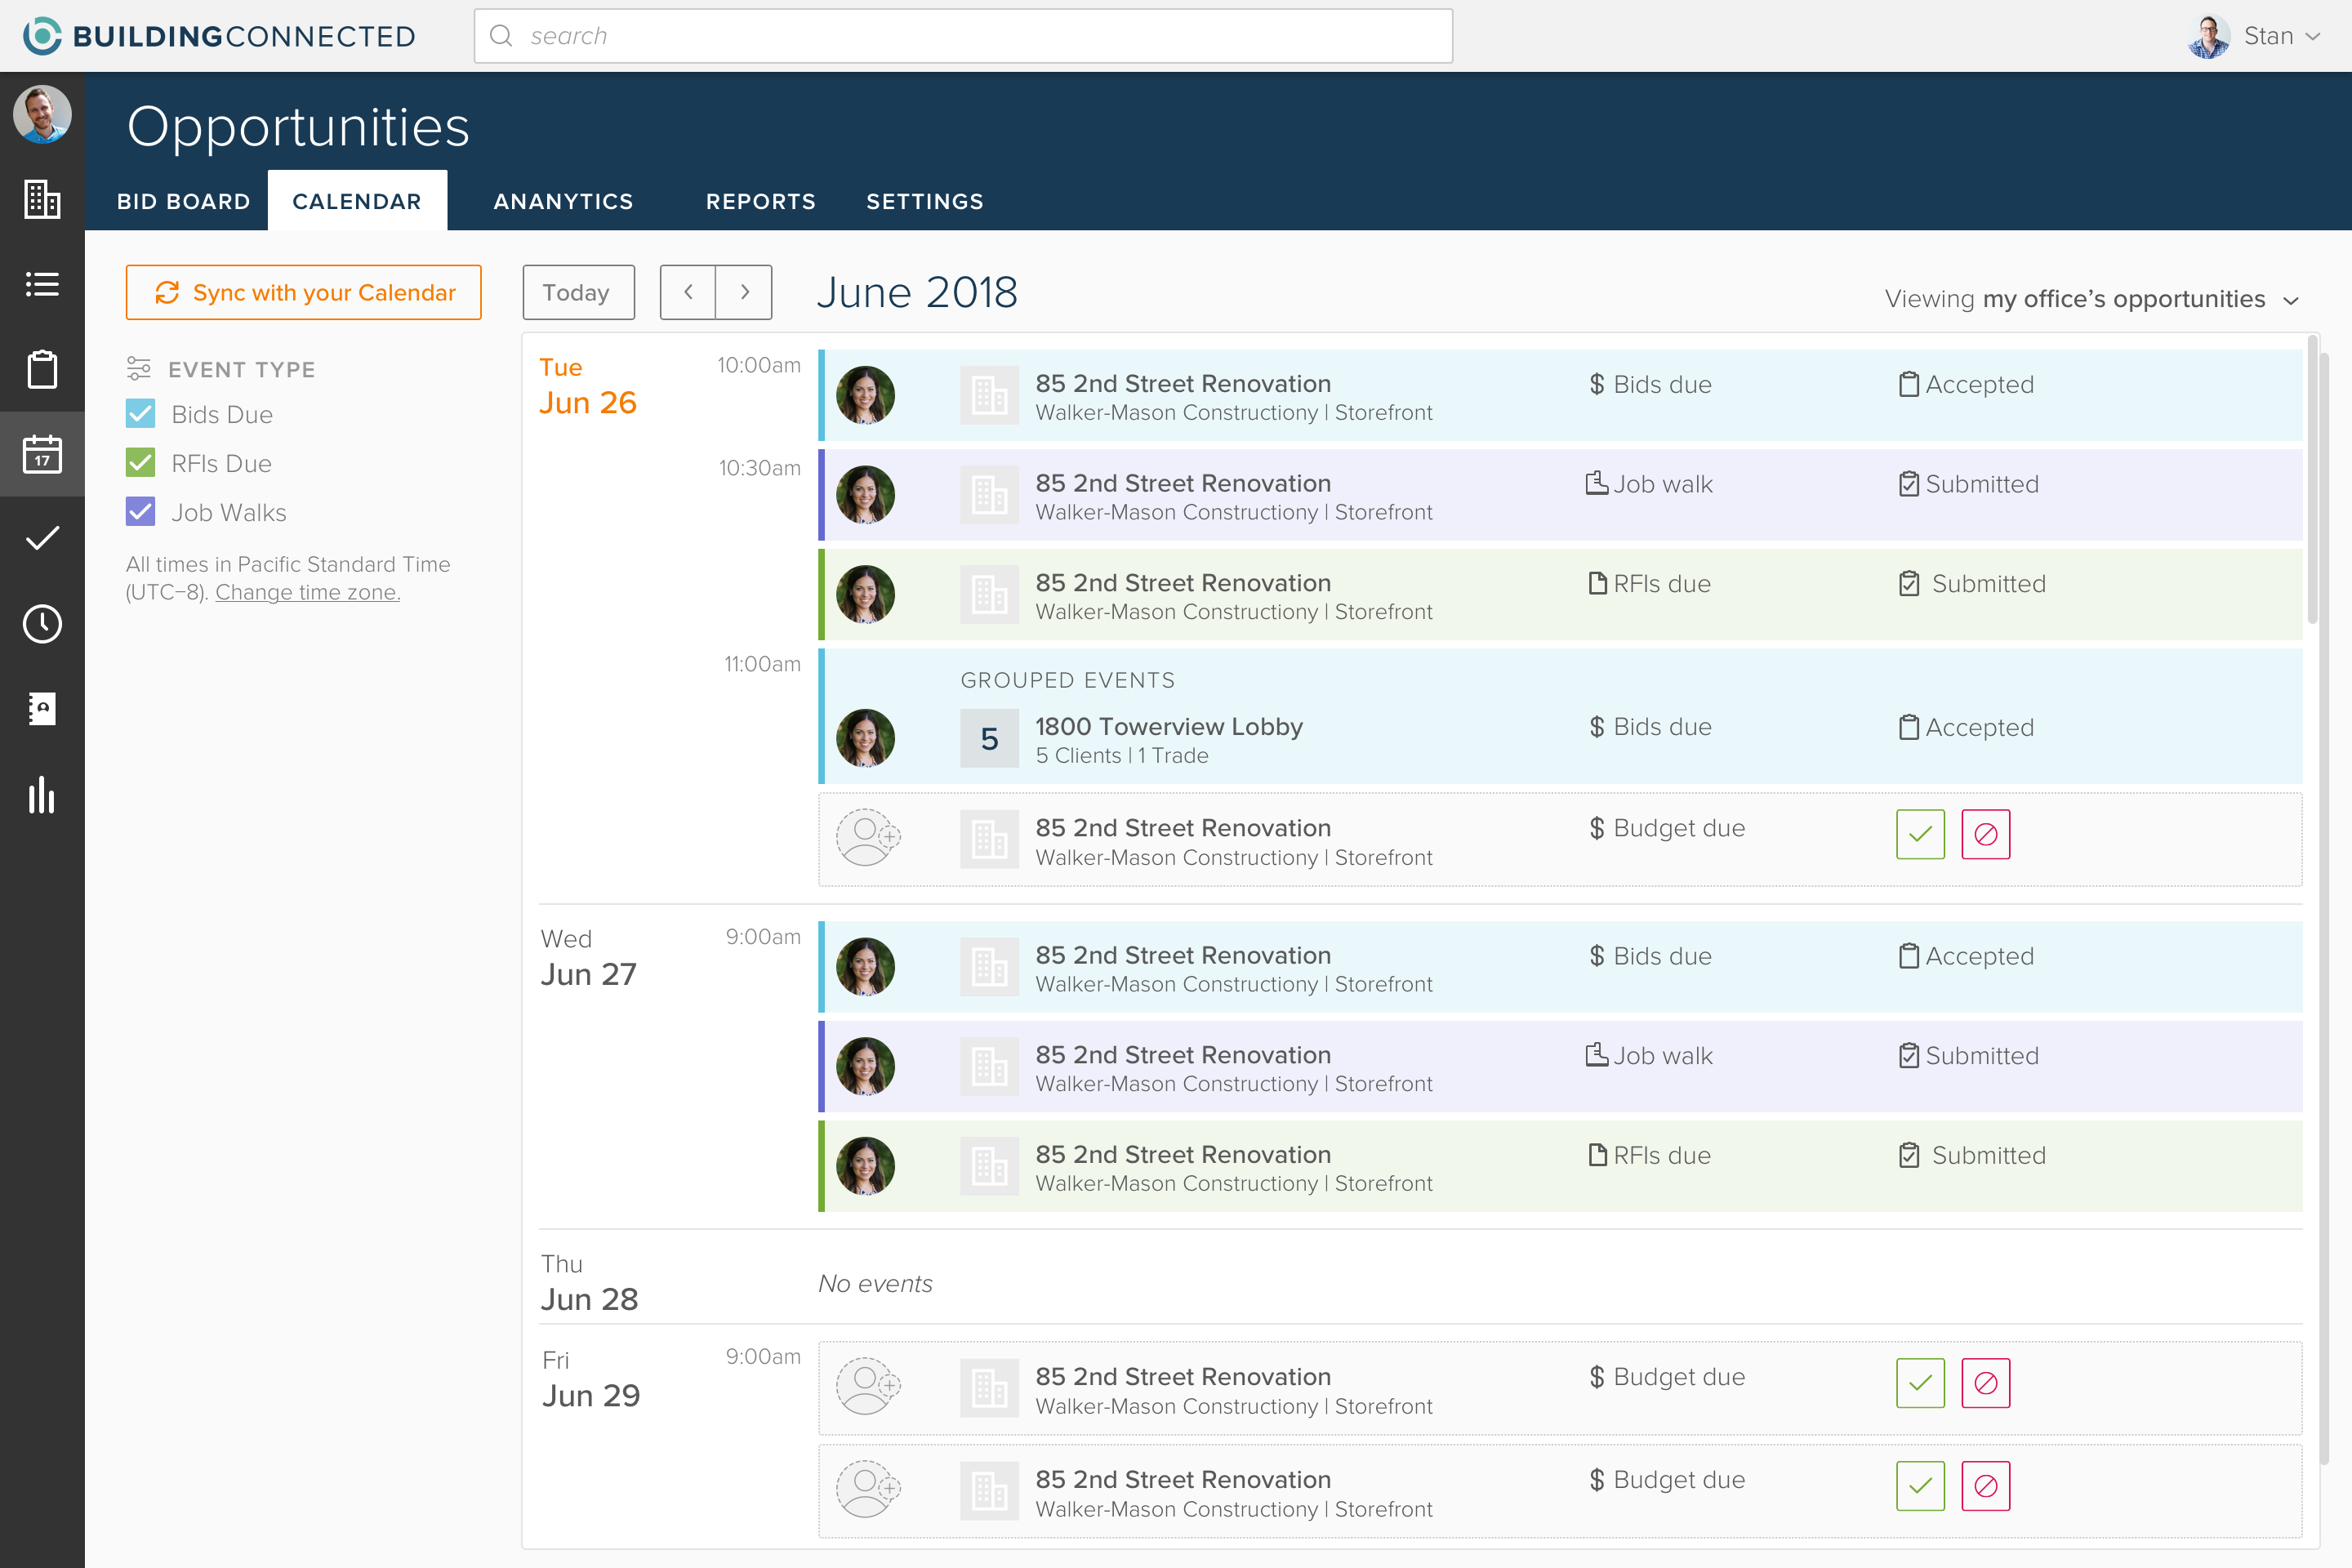 BUILDINGCONNECTED
search
Stan
Opportunities
BID BOARD
CALENDAR
ANANYTICS
REPORTS
SETTINGS
Sync with your Calendar
Today
June 2018
Viewing my office's opportunities
EVENT TYPE
Bids Due
RFIs Due
Job Walks
All times in Pacific Standard Time
(UTC−8). Change time zone.
17
Tue
Jun 26
10:00am
85 2nd Street Renovation
Walker-Mason Constructiony | Storefront
$ Bids due
Accepted
10:30am
85 2nd Street Renovation
Walker-Mason Constructiony | Storefront
Job walk
Submitted
85 2nd Street Renovation
Walker-Mason Constructiony | Storefront
RFIs due
Submitted
11:00am
GROUPED EVENTS
5
1800 Towerview Lobby
5 Clients | 1 Trade
$ Bids due
Accepted
85 2nd Street Renovation
Walker-Mason Constructiony | Storefront
$ Budget due
Wed
Jun 27
9:00am
85 2nd Street Renovation
Walker-Mason Constructiony | Storefront
$ Bids due
Accepted
85 2nd Street Renovation
Walker-Mason Constructiony | Storefront
Job walk
Submitted
85 2nd Street Renovation
Walker-Mason Constructiony | Storefront
RFIs due
Submitted
Thu
Jun 28
No events
Fri
Jun 29
9:00am
85 2nd Street Renovation
Walker-Mason Constructiony | Storefront
$ Budget due
85 2nd Street Renovation
Walker-Mason Constructiony | Storefront
$ Budget due